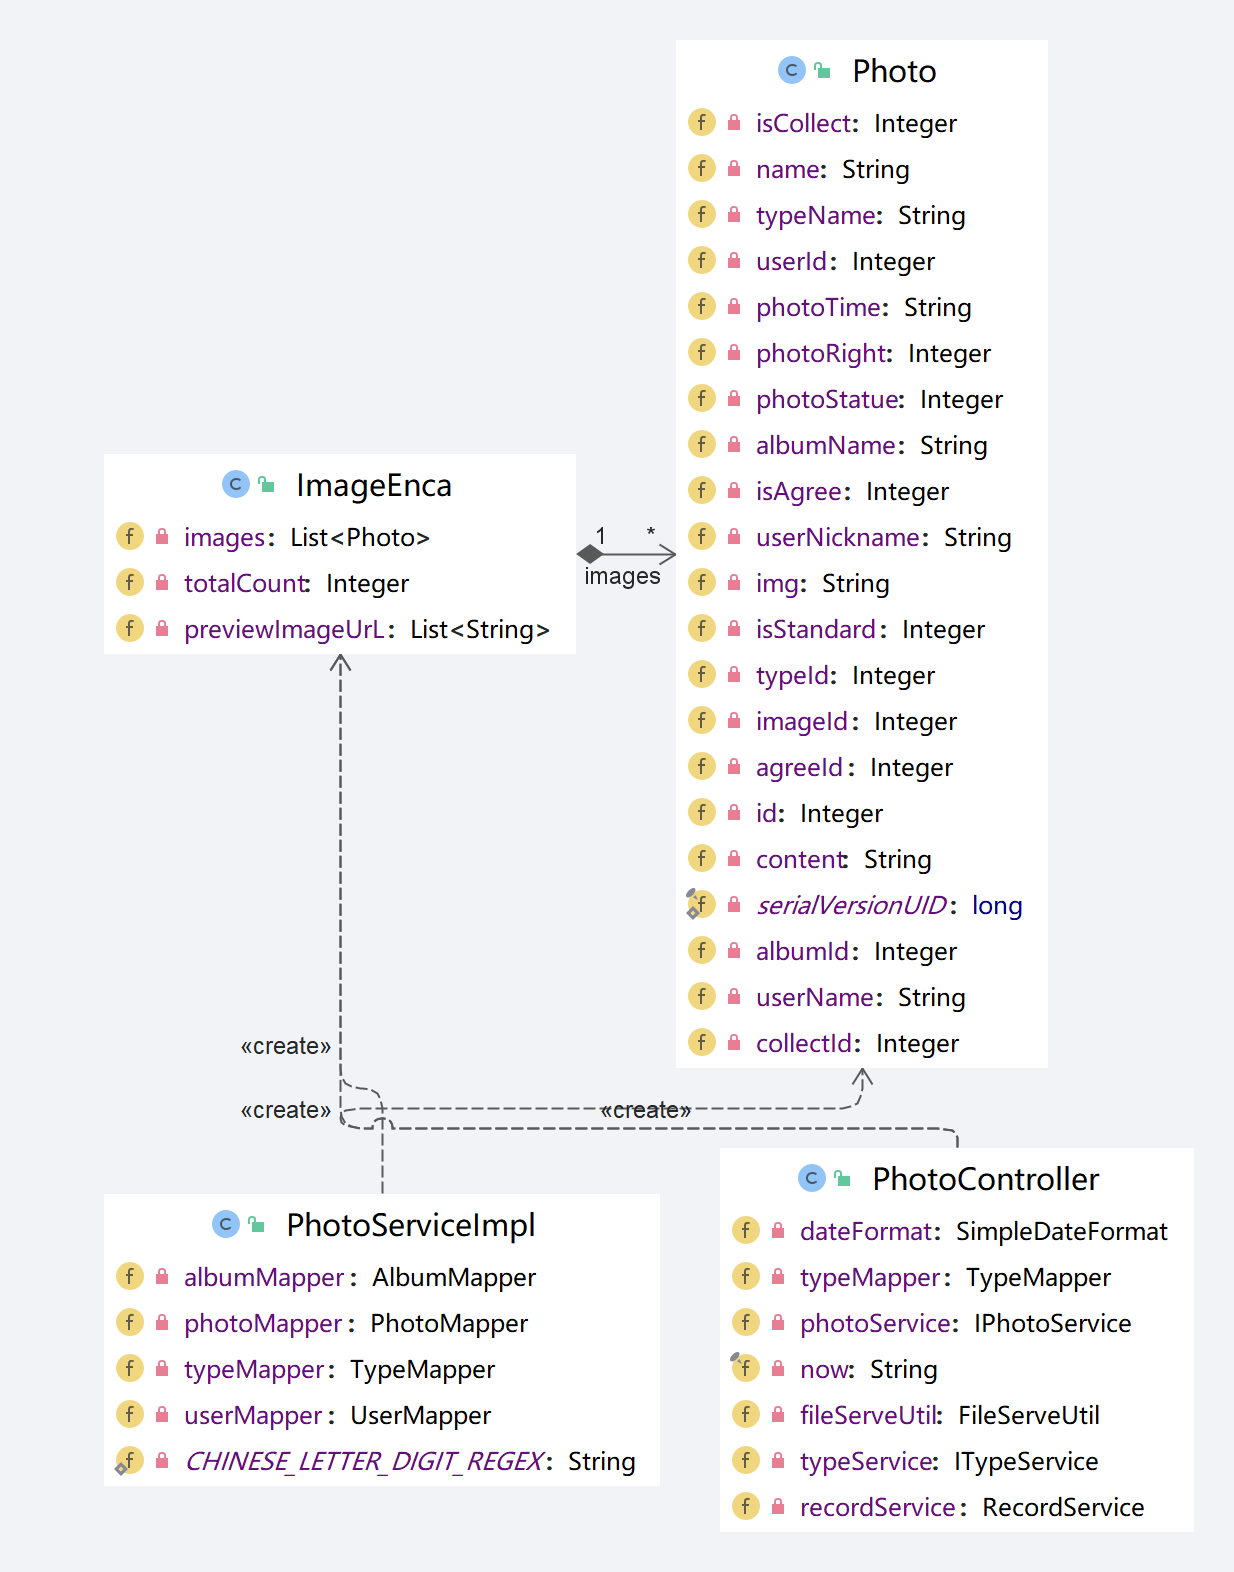 Photo
isCollect: Integer
name: String
typeName: String
userId: Integer
photoTime: String
photoRight: Integer
photoStatue: Integer
albumName: String
isAgree: Integer
userNickname: String
img: String
isStandard: Integer
typeId: Integer
imageId: Integer
agreeId: Integer
id: Integer
content: String
serialVersionUID: long
albumId: Integer
userName: String
collectId: Integer
ImageEnca
images: List<Photo>
totalCount: Integer
previewImageUrL: List<String>
1 *
images
«create»
«create» «create»
PhotoServiceImpl
albumMapper: AlbumMapper
photoMapper: PhotoMapper
typeMapper: TypeMapper
userMapper: UserMapper
CHINESE_LETTER_DIGIT_REGEX: String
PhotoController
dateFormat: SimpleDateFormat
typeMapper: TypeMapper
photoService: IPhotoService
now: String
fileServeUtil: FileServeUtil
typeService: ITypeService
recordService: RecordService